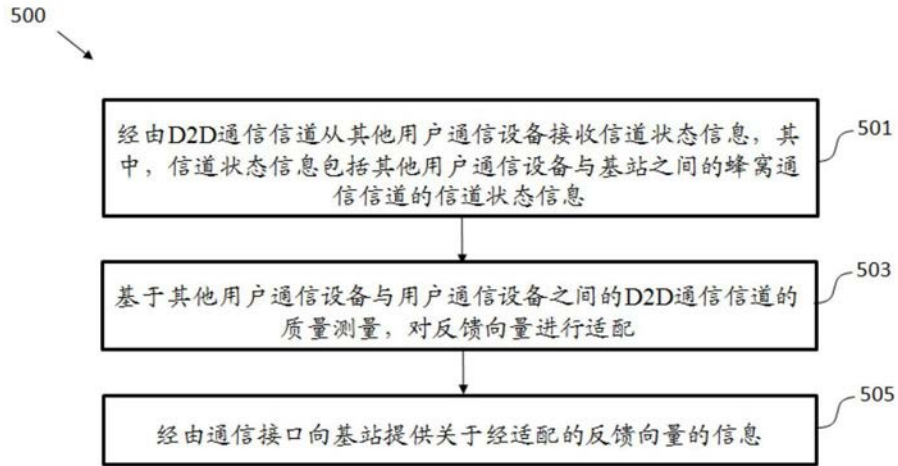 500
经由D2D通信信道从其他用户通信设备接收信道状态信息，其
中，信道状态信息包括其他用户通信设备与基站之间的蜂窝通
信信道的信道状态信息
501
基于其他用户通信设备与用户通信设备之间的D2D通信信道的
质量测量，对反馈向量进行适配
503
经由通信接口向基站提供关于经适配的反馈向量的信息
505